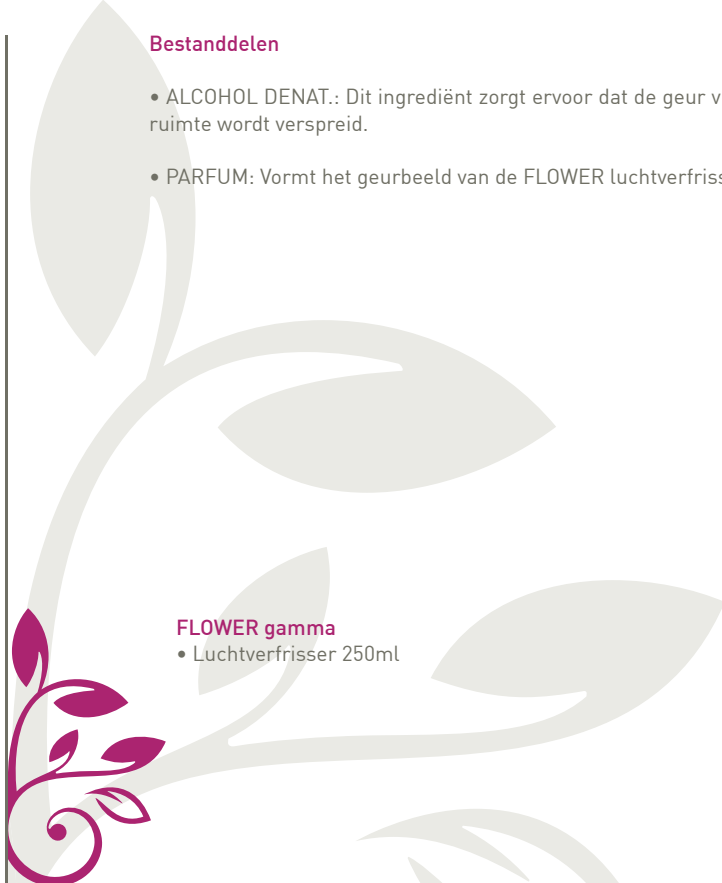 Bestanddelen
• ALCOHOL DENAT.: Dit ingrediënt zorgt ervoor dat de geur v
ruimte wordt verspreid.
• PARFUM: Vormt het geurbeeld van de FLOWER luchtverfriss
FLOWER gamma
• Luchtverfrisser 250ml